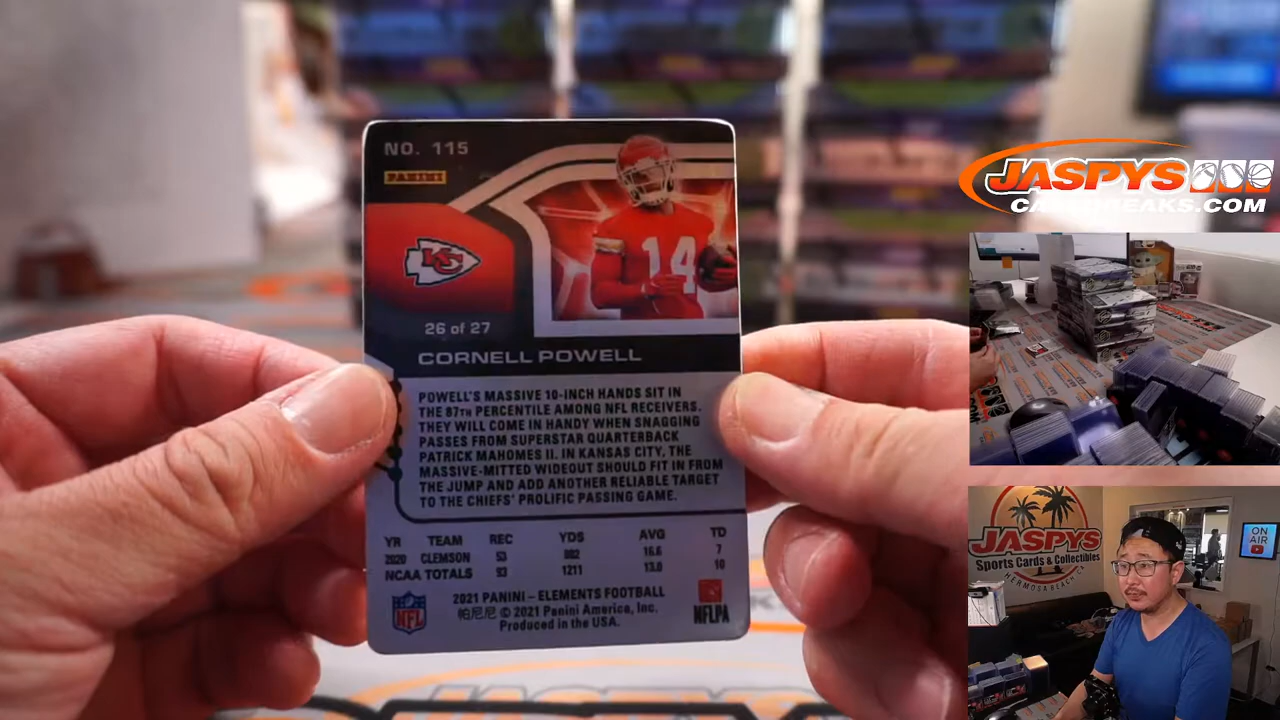 NO. 115
PANINI
KC
14
26 of 27
CORNELL POWELL
POWELL'S MASSIVE 10-INCH HANDS SIT IN
THE 87TH PERCENTILE AMONG NFL RECEIVERS.
THEY WILL COME IN HANDY WHEN SNAGGING
PASSES FROM SUPERSTAR QUARTERBACK
PATRICK MAHOMES II. IN KANSAS CITY, THE
MASSIVE-MITTED WIDEOUT SHOULD FIT IN FROM
THE JUMP AND ADD ANOTHER RELIABLE TARGET
TO THE CHIEFS' PROLIFIC PASSING GAME.
YR TEAM REC YDS AVG TD
2020 CLEMSON 53 882 16.6 7
NCAA TOTALS 93 1211 13.0 10
2021 PANINI – ELEMENTS FOOTBALL
帕尼尼 © 2021 Panini America, Inc.
Produced in the USA.
NFL
NFLPA
JASPYS
JASPYS
Sports Cards & Collectibles
HERMOSA BEACH CA
ON
AIR